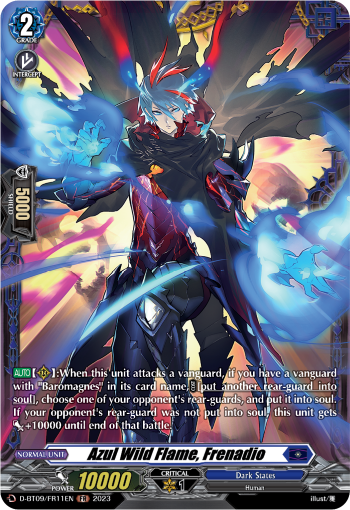 2
GRADE
INTERCEPT
5000
SHIELD
AUTO【】:When this unit attacks a vanguard, if you have a vanguard
with "Baromagnes" in its card name, [put another rear-guard into
soul], choose one of your opponent's rear-guards, and put it into soul.
If your opponent's rear-guard was not put into soul, this unit gets
+10000 until end of that battle.
NORMAL UNIT
Azul Wild Flame, Frenadio
POWER
10000
CRITICAL
1
Dark States
Human
D-BT09/FR11EN FR 2023
illust/竜